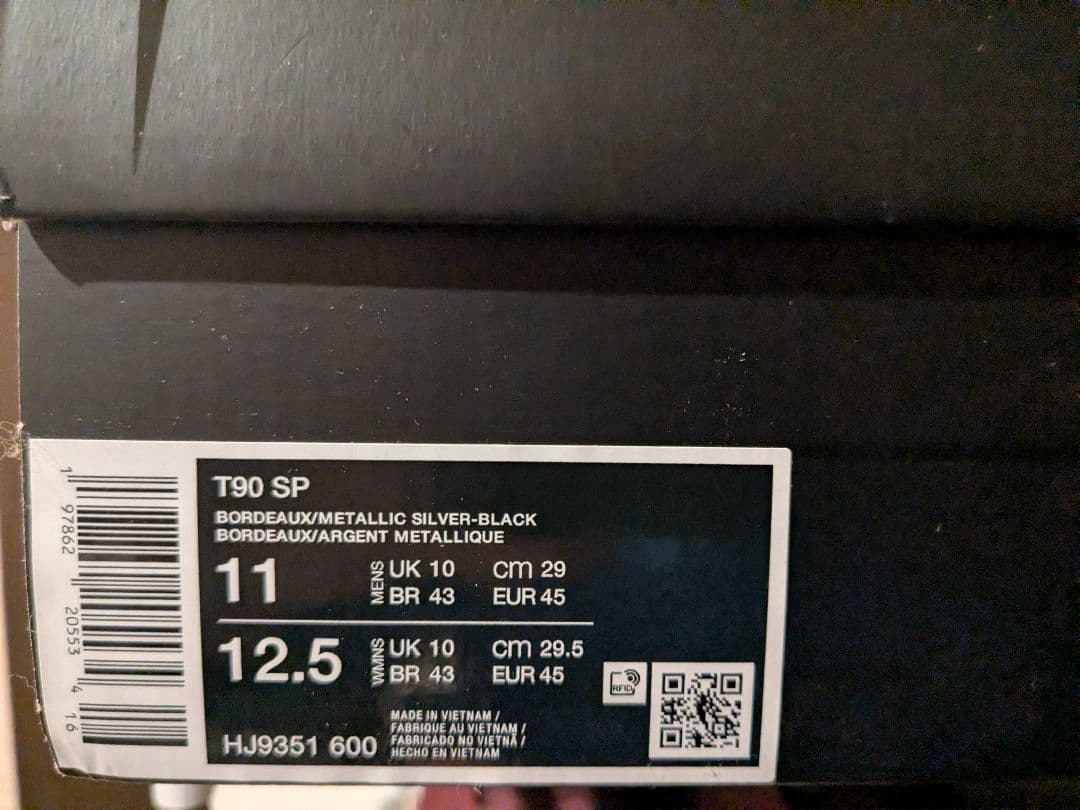 T90 SP
BORDEAUX/METALLIC SILVER-BLACK
BORDEAUX/ARGENT METALLIQUE
11 MENS UK 10 cm 29
BR 43 EUR 45
12.5 WMNS UK 10 cm 29.5
BR 43 EUR 45
HJ9351 600
MADE IN VIETNAM /
FABRIQUE AU VIETNAM /
FABRICADO NO VIETNÃ /
HECHO EN VIETNAM
RFID
1 97862 20553 4 16